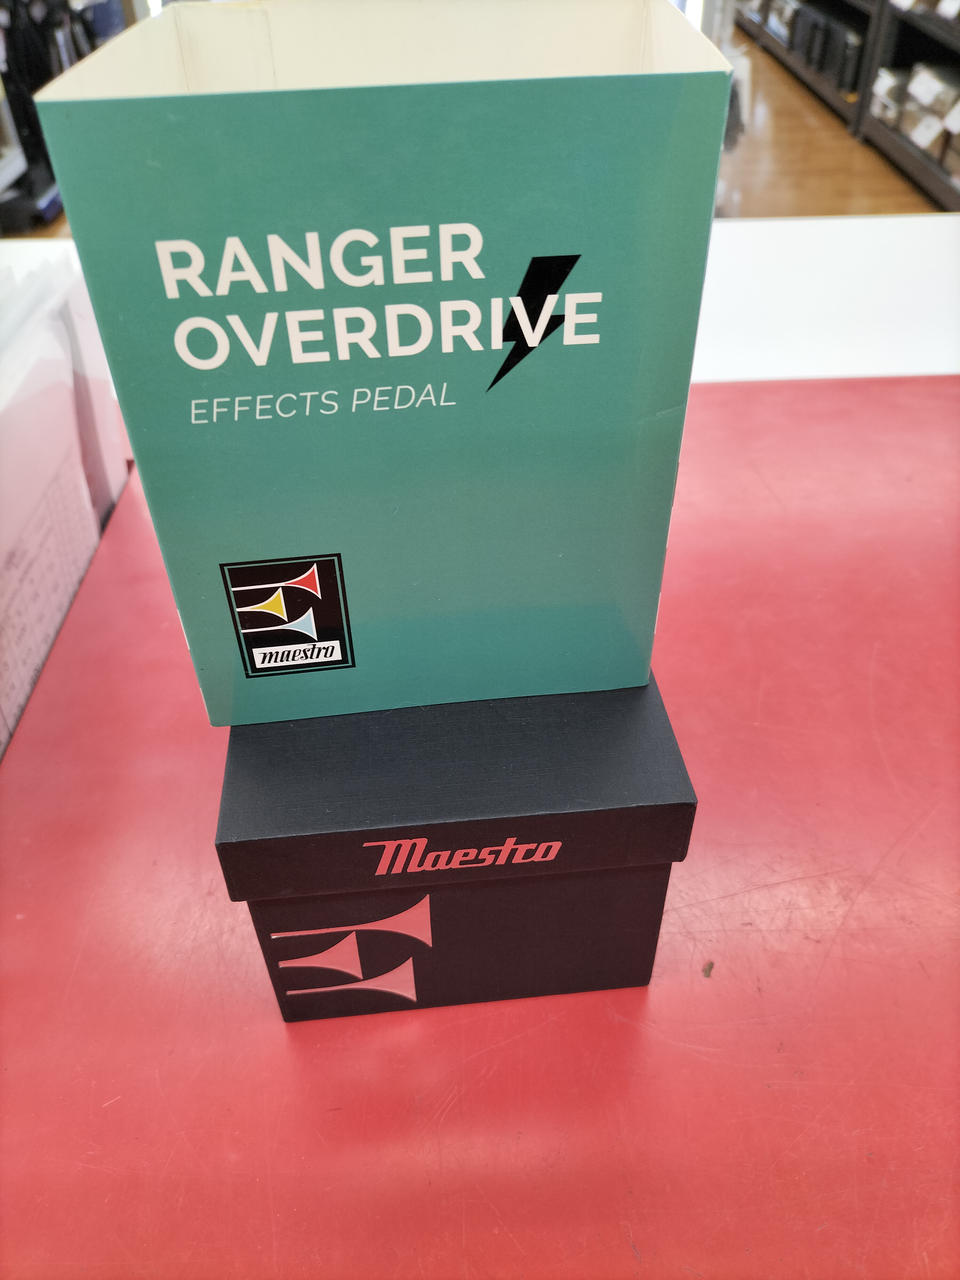 RANGER
OVERDRIVE
EFFECTS PEDAL
maestro
Maestro